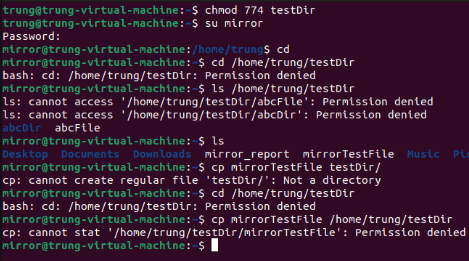 trung@trung-virtual-machine:~$ chmod 774 testDir
trung@trung-virtual-machine:~$ su mirror
Password:
mirror@trung-virtual-machine:/home/trung$ cd
mirror@trung-virtual-machine:~$ cd /home/trung/testDir
bash: cd: /home/trung/testDir: Permission denied
mirror@trung-virtual-machine:~$ ls /home/trung/testDir
ls: cannot access '/home/trung/testDir/abcFile': Permission denied
ls: cannot access '/home/trung/testDir/abcDir': Permission denied
abcDir  abcFile
mirror@trung-virtual-machine:~$ ls
Desktop  Documents  Downloads  mirror_report  mirrorTestFile  Music  Pi
mirror@trung-virtual-machine:~$ cp mirrorTestFile testDir/
cp: cannot create regular file 'testDir/': Not a directory
mirror@trung-virtual-machine:~$ cd /home/trung/testDir
bash: cd: /home/trung/testDir: Permission denied
mirror@trung-virtual-machine:~$ cp mirrorTestFile /home/trung/testDir
cp: cannot stat '/home/trung/testDir/mirrorTestFile': Permission denied
mirror@trung-virtual-machine:~$